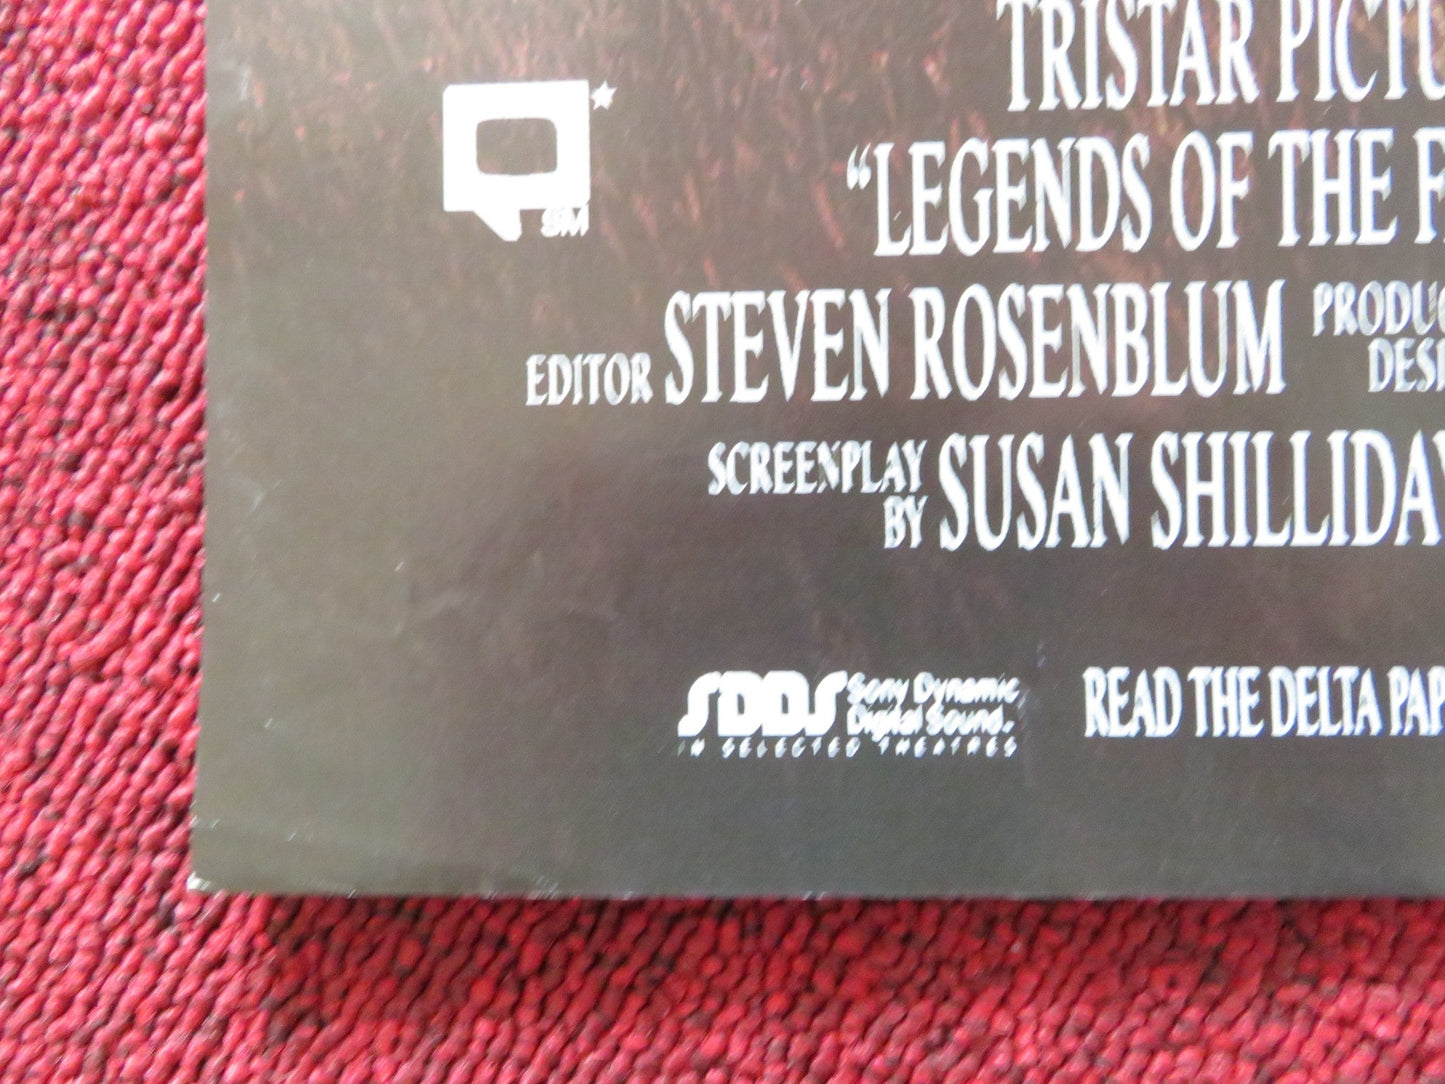 TRISTAR PICTU
SM
"LEGENDS OF THE F
EDITOR STEVEN ROSENBLUM PRODUC
DESI
SCREENPLAY
BY SUSAN SHILLIDAY
SDDS Sony Dynamic
Digital Sound.
IN SELECTED THEATRES
READ THE DELTA PAP